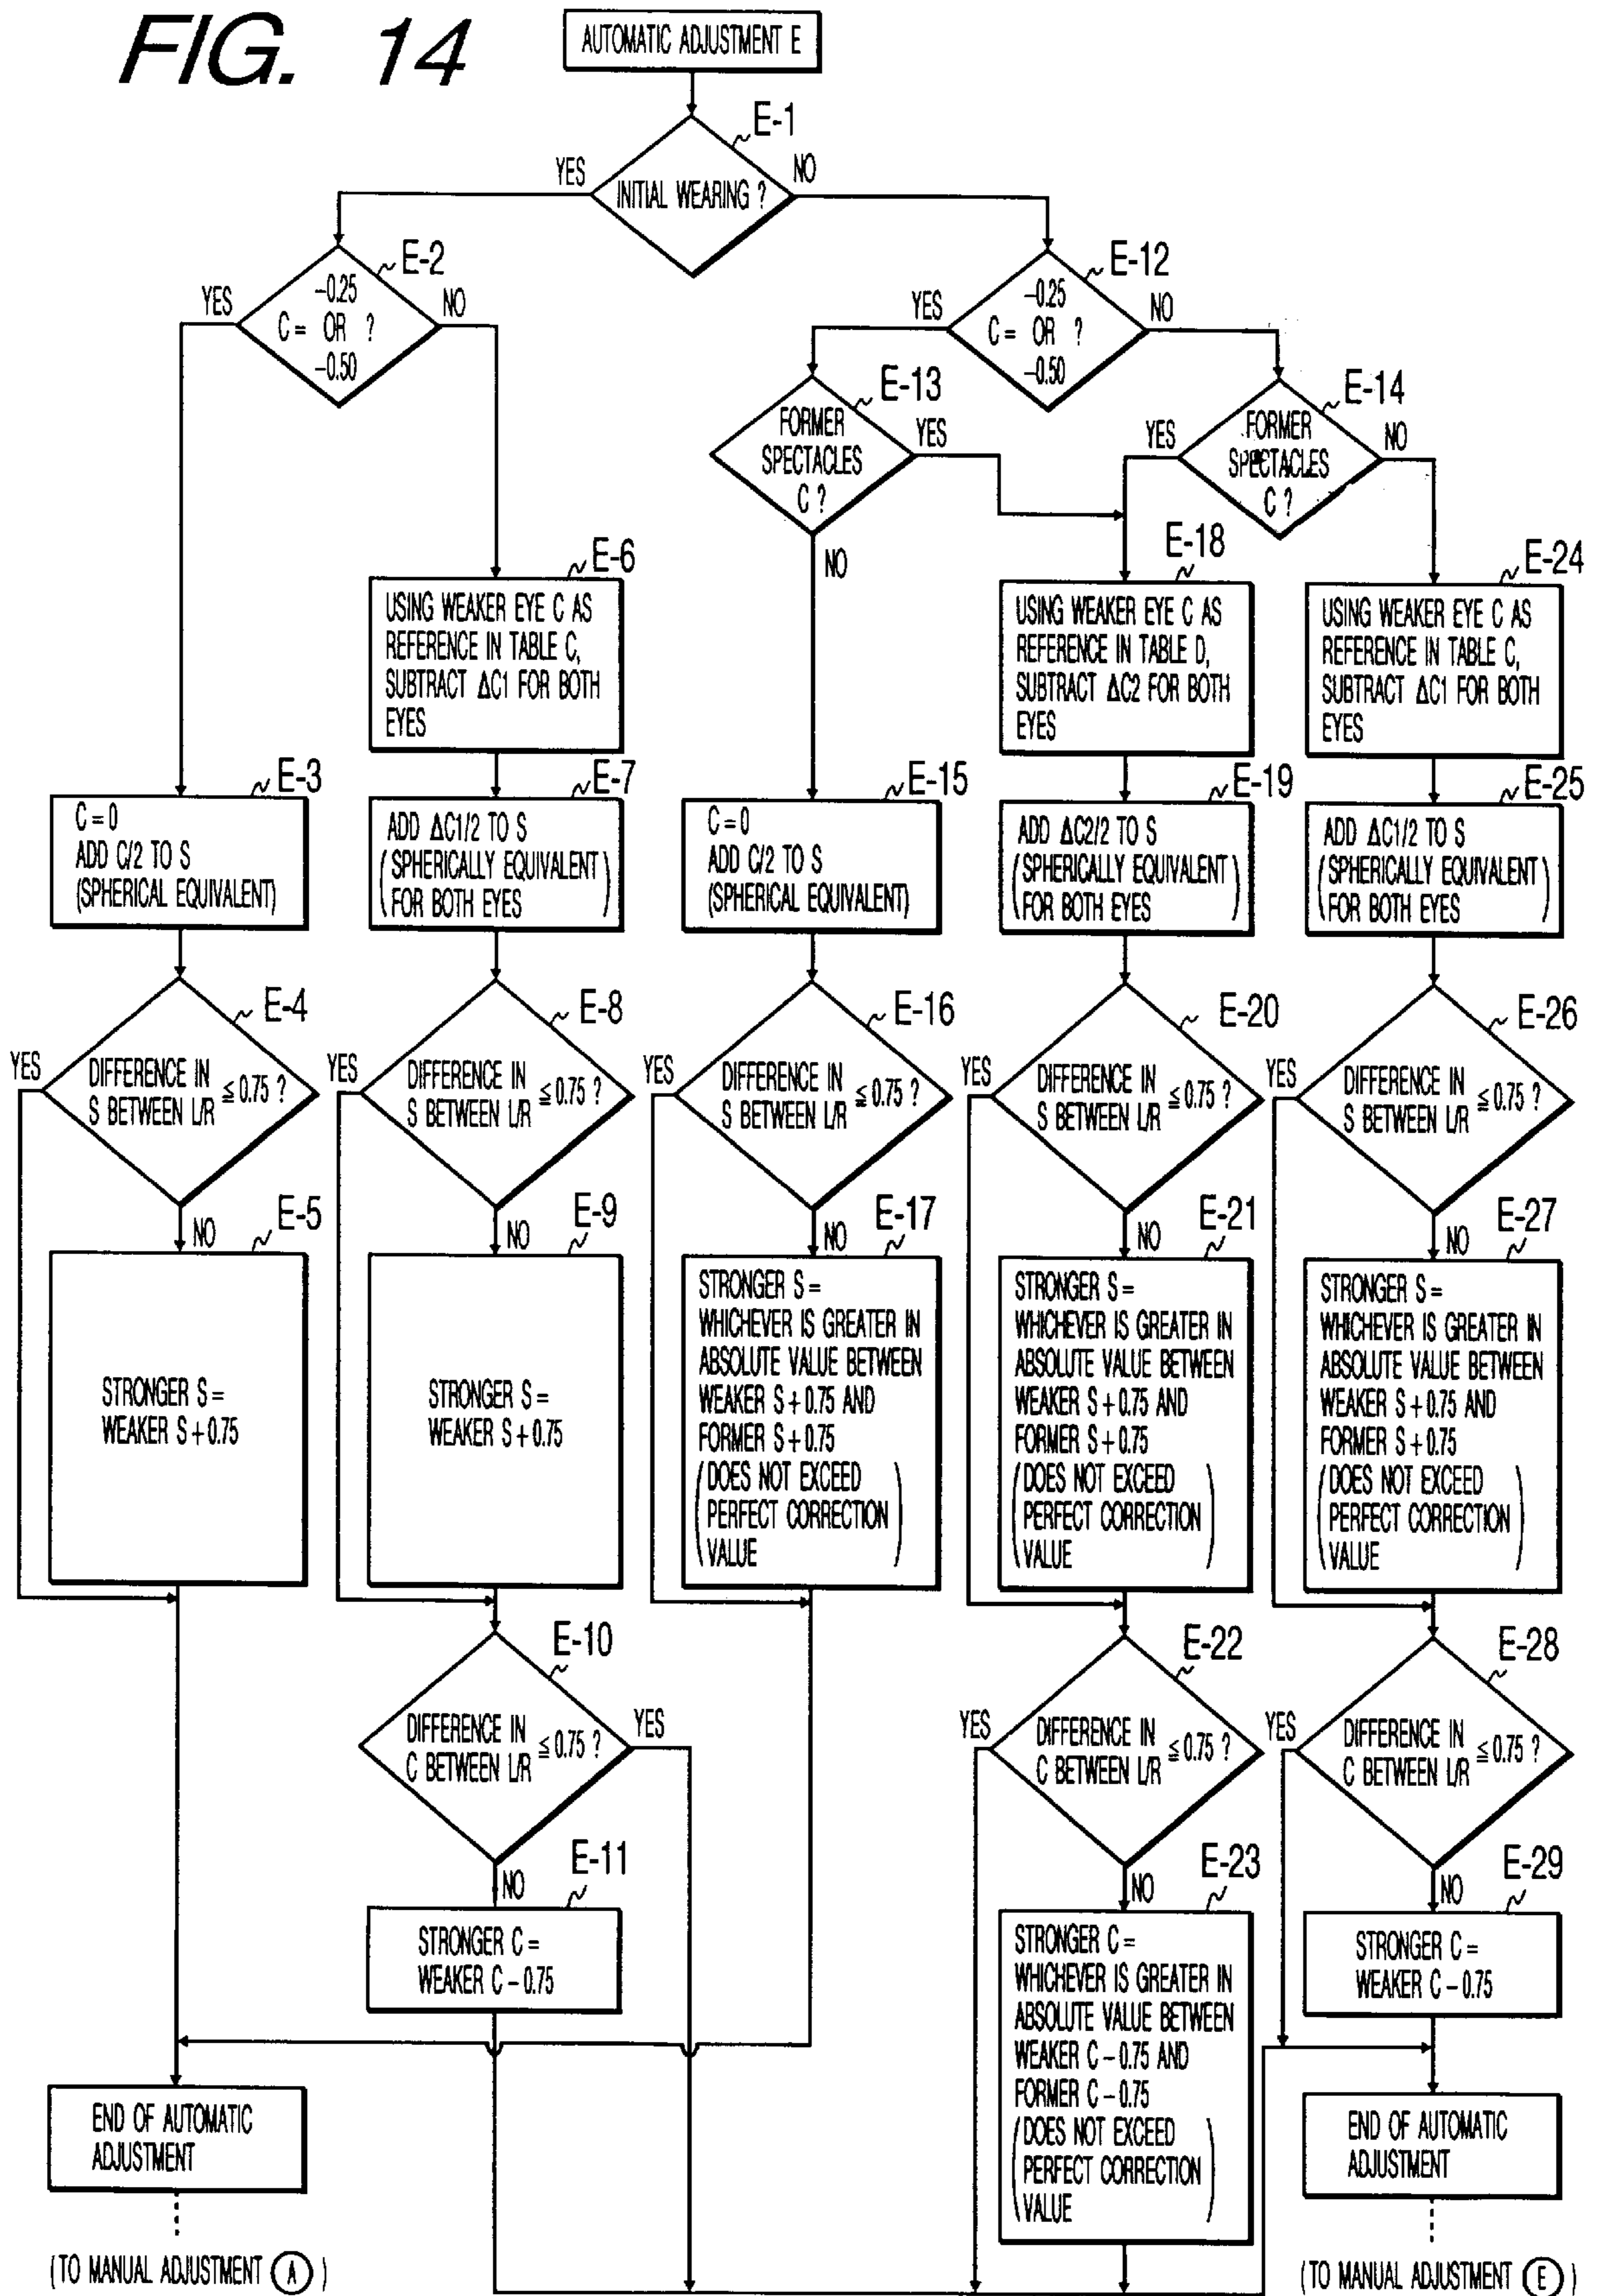 FIG. 14
AUTOMATIC ADJUSTMENT E
E-1
YES
INITIAL WEARING ?
NO
E-2
YES
-0.25
C = OR ?
-0.50
NO
E-12
YES
-0.25
C = OR ?
-0.50
NO
E-13
FORMER
SPECTACLES
C ?
YES
NO
E-14
YES
FORMER
SPECTACLES
C ?
NO
E-6
USING WEAKER EYE C AS
REFERENCE IN TABLE C,
SUBTRACT ΔC1 FOR BOTH
EYES
E-18
USING WEAKER EYE C AS
REFERENCE IN TABLE D,
SUBTRACT ΔC2 FOR BOTH
EYES
E-24
USING WEAKER EYE C AS
REFERENCE IN TABLE C,
SUBTRACT ΔC1 FOR BOTH
EYES
E-3
C = 0
ADD C/2 TO S
(SPHERICAL EQUIVALENT)
E-7
ADD ΔC1/2 TO S
(SPHERICALLY EQUIVALENT
FOR BOTH EYES)
E-15
C = 0
ADD C/2 TO S
(SPHERICAL EQUIVALENT)
E-19
ADD ΔC2/2 TO S
(SPHERICALLY EQUIVALENT
FOR BOTH EYES)
E-25
ADD ΔC1/2 TO S
(SPHERICALLY EQUIVALENT
FOR BOTH EYES)
E-4
YES
DIFFERENCE IN
S BETWEEN L/R ≦ 0.75 ?
NO
E-8
YES
DIFFERENCE IN
S BETWEEN L/R ≦ 0.75 ?
NO
E-16
YES
DIFFERENCE IN
S BETWEEN L/R ≦ 0.75 ?
NO
E-20
YES
DIFFERENCE IN
S BETWEEN L/R ≦ 0.75 ?
NO
E-26
YES
DIFFERENCE IN
S BETWEEN L/R ≦ 0.75 ?
NO
E-5
STRONGER S =
WEAKER S + 0.75
E-9
STRONGER S =
WEAKER S + 0.75
E-17
STRONGER S =
WHICHEVER IS GREATER IN
ABSOLUTE VALUE BETWEEN
WEAKER S + 0.75 AND
FORMER S + 0.75
(DOES NOT EXCEED
PERFECT CORRECTION
VALUE)
E-21
STRONGER S =
WHICHEVER IS GREATER IN
ABSOLUTE VALUE BETWEEN
WEAKER S + 0.75 AND
FORMER S + 0.75
(DOES NOT EXCEED
PERFECT CORRECTION
VALUE)
E-27
STRONGER S =
WHICHEVER IS GREATER IN
ABSOLUTE VALUE BETWEEN
WEAKER S + 0.75 AND
FORMER S + 0.75
(DOES NOT EXCEED
PERFECT CORRECTION
VALUE)
E-10
DIFFERENCE IN
C BETWEEN L/R ≦ 0.75 ?
YES
NO
E-22
YES
DIFFERENCE IN
C BETWEEN L/R ≦ 0.75 ?
NO
E-28
YES
DIFFERENCE IN
C BETWEEN L/R ≦ 0.75 ?
NO
E-11
STRONGER C =
WEAKER C - 0.75
E-23
STRONGER C =
WHICHEVER IS GREATER IN
ABSOLUTE VALUE BETWEEN
WEAKER C - 0.75 AND
FORMER C - 0.75
(DOES NOT EXCEED
PERFECT CORRECTION
VALUE)
E-29
STRONGER C =
WEAKER C - 0.75
END OF AUTOMATIC
ADJUSTMENT
(TO MANUAL ADJUSTMENT A)
END OF AUTOMATIC
ADJUSTMENT
(TO MANUAL ADJUSTMENT E)